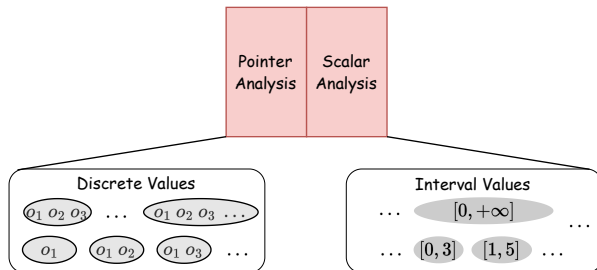 Pointer Analysis
Scalar Analysis
Discrete Values
o₁ o₂ o₃ ... o₁ o₂ o₃ ...
o₁ o₁ o₂ o₁ o₃ ...
Interval Values
... [0, +∞] ...
... [0, 3] [1, 5] ...